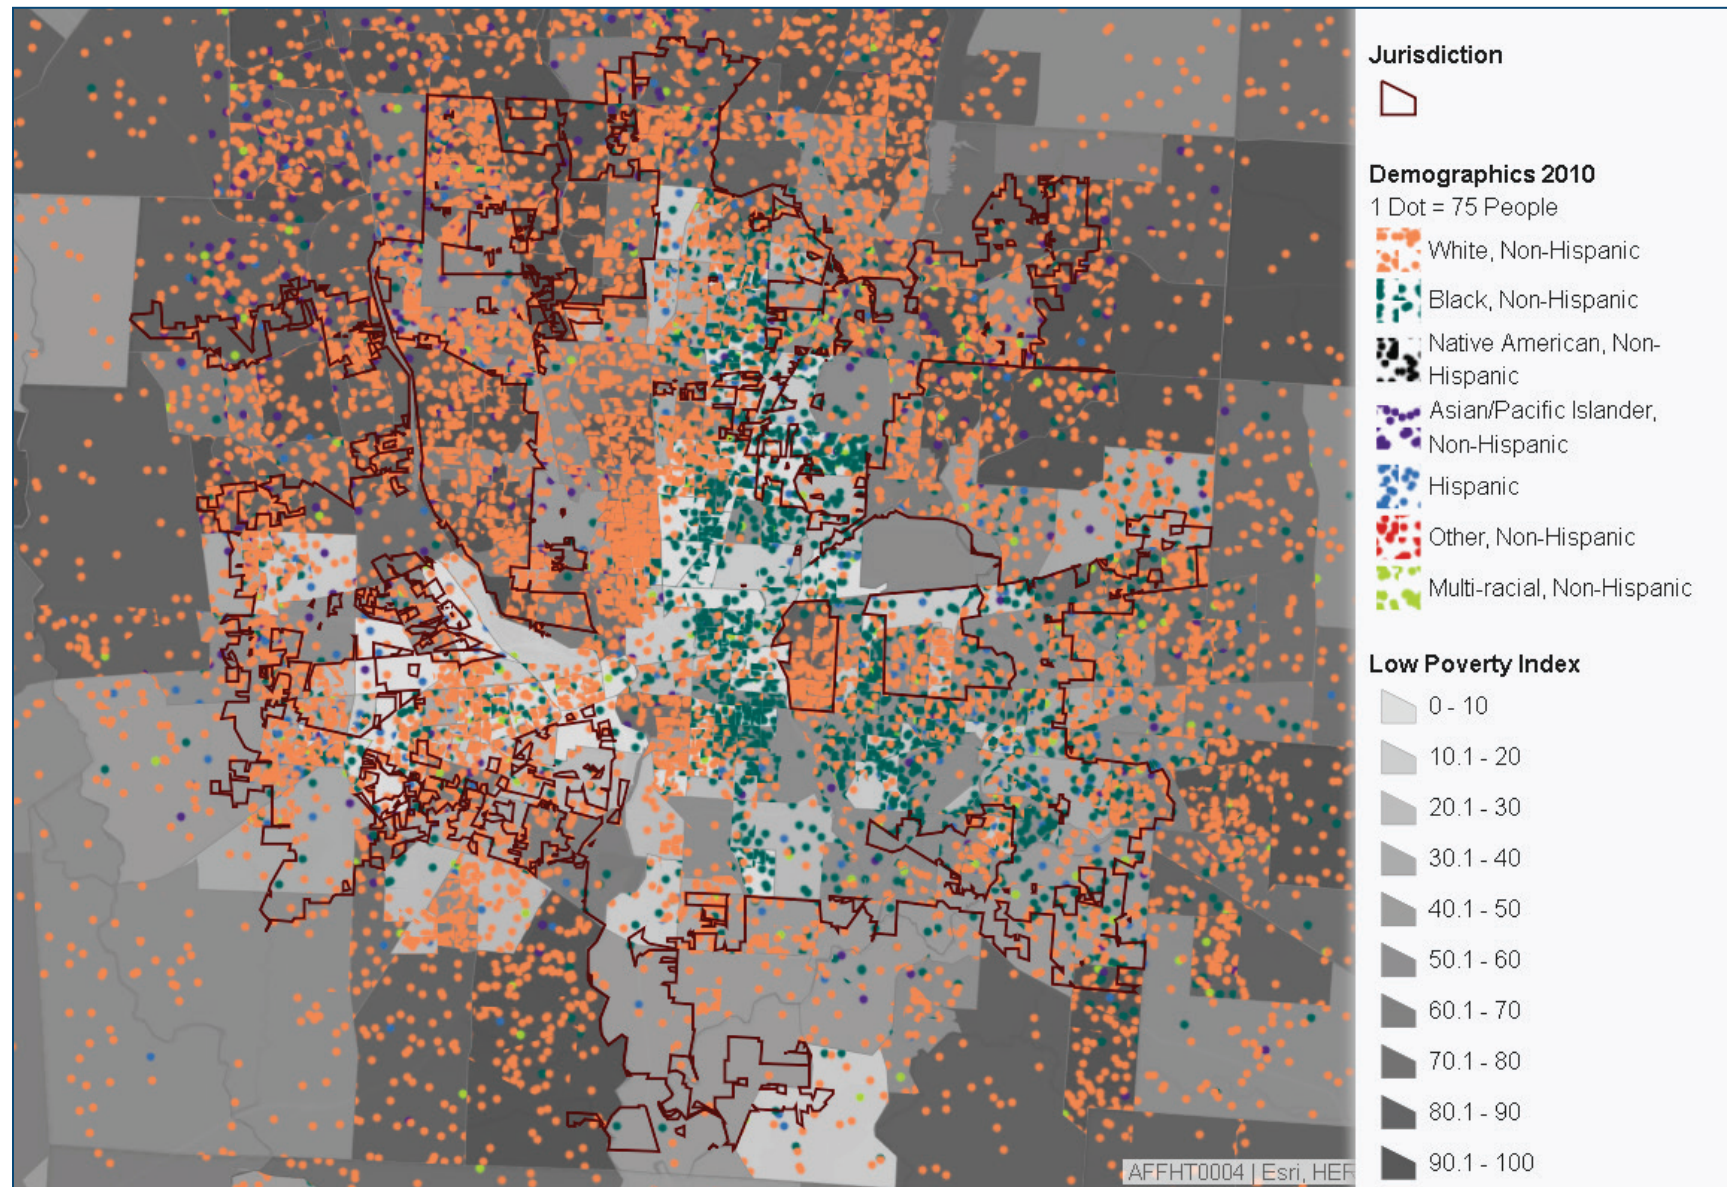 Jurisdiction
Demographics 2010
1 Dot = 75 People
White, Non-Hispanic
Black, Non-Hispanic
Native American, Non-
Hispanic
Asian/Pacific Islander,
Non-Hispanic
Hispanic
Other, Non-Hispanic
Multi-racial, Non-Hispanic
Low Poverty Index
0 - 10
10.1 - 20
20.1 - 30
30.1 - 40
40.1 - 50
50.1 - 60
60.1 - 70
70.1 - 80
80.1 - 90
90.1 - 100
AFFHT0004 | Esri, HER